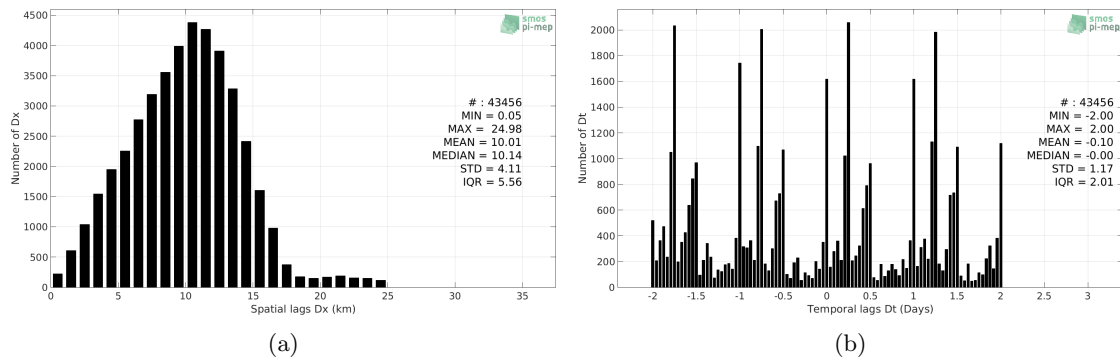 4500
4000
3500
3000
2500
2000
1500
1000
500
0
Number of Dx
0 5 10 15 20 25 30 35
Spatial lags Dx (km)
smos
pi-mep
# : 43456
MIN = 0.05
MAX = 24.98
MEAN = 10.01
MEDIAN = 10.14
STD = 4.11
IQR = 5.56
(a)
2000
1800
1600
1400
1200
1000
800
600
400
200
0
Number of Dt
-2 -1.5 -1 -0.5 0 0.5 1 1.5 2 2.5 3
Temporal lags Dt (Days)
smos
pi-mep
# : 43456
MIN = -2.00
MAX = 2.00
MEAN = -0.10
MEDIAN = -0.00
STD = 1.17
IQR = 2.01
(b)